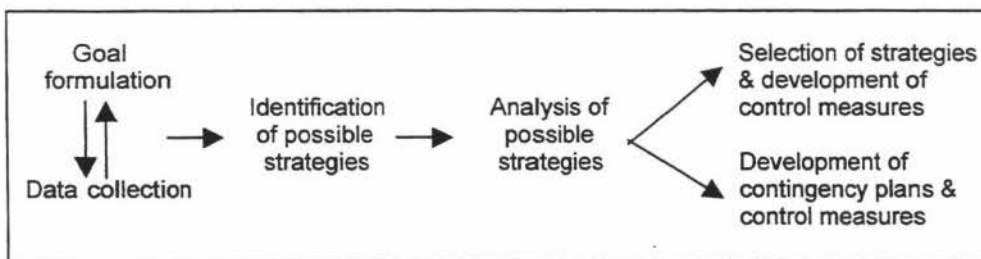 Goal
formulation
Data collection
Identification
of possible
strategies
Analysis of
possible
strategies
Selection of strategies
& development of
control measures
Development of
contingency plans &
control measures